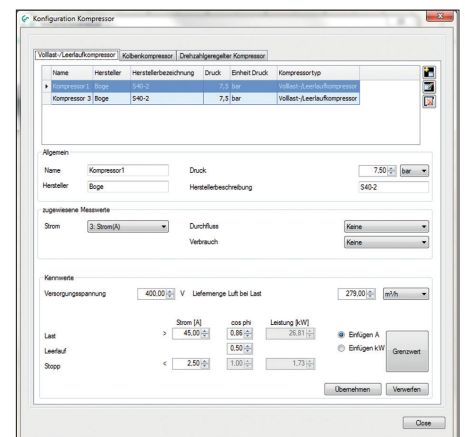 Konfiguration Kompressor
Volllast-/Leerlaufkompressor Kolbenkompressor Drehzahlgeregelter Kompressor
Name Hersteller Herstellerbezeichnung Druck Einheit Druck Kompressortyp
Kompressor1 Boge S40-2 7,5 bar Volllast-/Leerlaufkompressor
Kompressor 3 Boge S40-2 7,5 bar Volllast-/Leerlaufkompressor
Allgemein
Name Kompressor1 Druck 7,50 bar
Hersteller Boge Herstellerbeschreibung S40-2
zugewiesene Messwerte
Strom 3: Strom(A) Durchfluss Keine
Verbrauch Keine
Kennwerte
Versorgungsspannung 400,00 V Liefermenge Luft bei Last 279,00 m³/h
Strom [A] cos phi Leistung [kW]
Last > 45,00 0,86 26,81 Einfügen A
Leerlauf 0,50 Einfügen kW Grenzwert
Stopp < 2,50 1,00 1,73
Übernehmen Verwerfen
Close